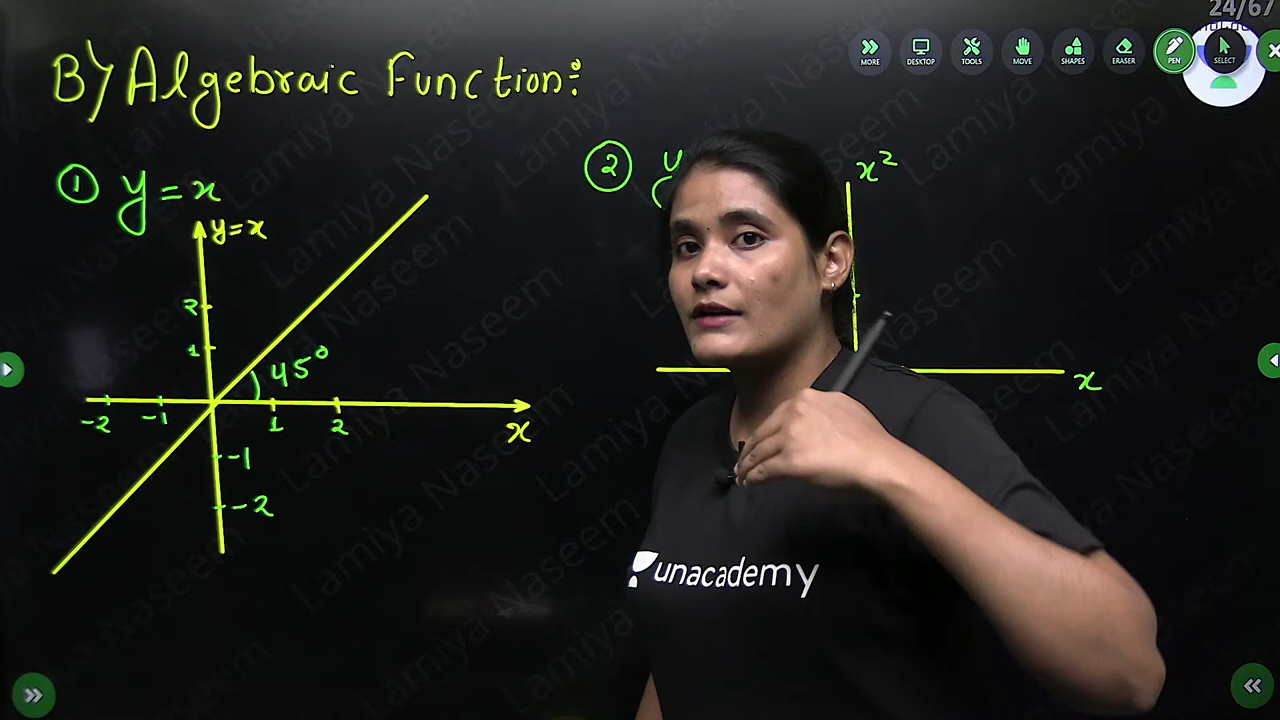 24/67
MORE DESKTOP TOOLS MOVE SHAPES ERASER PEN SELECT
B) Algebraic Function:
① y = x
y=x
2
1
45°
-2 -1 1 2
x
-1
-2
②
x²
x
unacademy
Lamiya Naseem